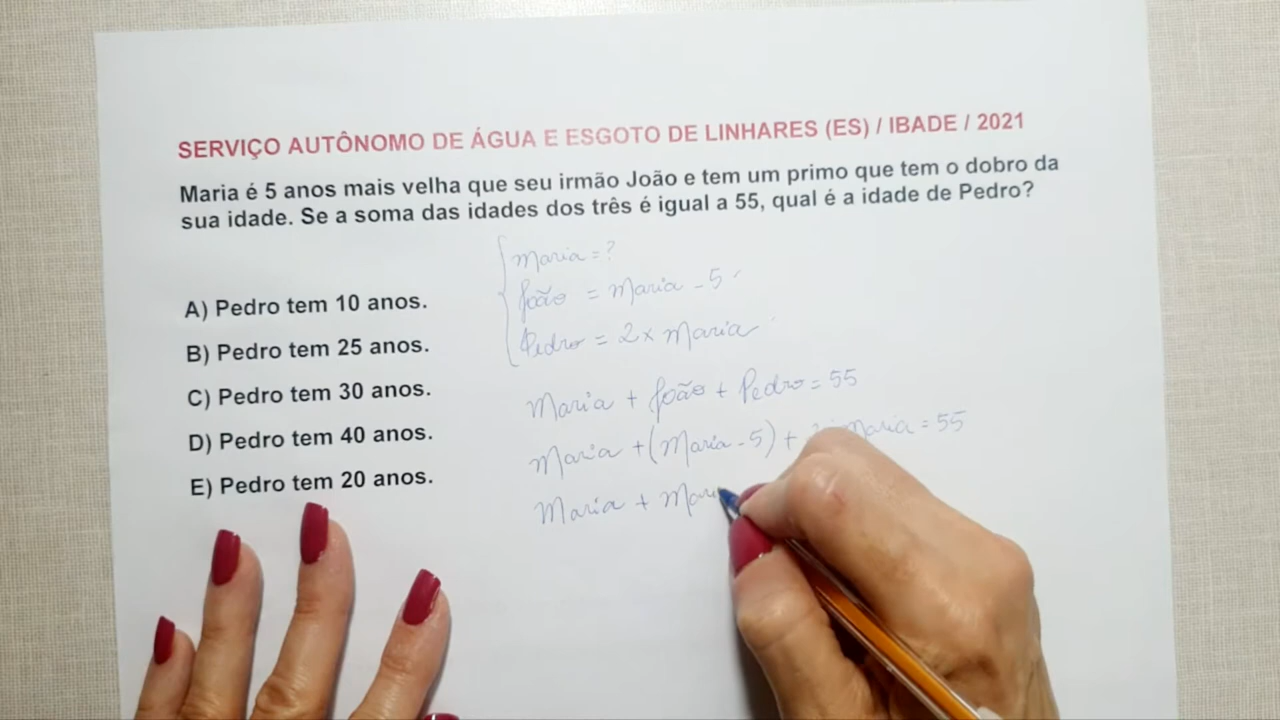 SERVIÇO AUTÔNOMO DE ÁGUA E ESGOTO DE LINHARES (ES) / IBADE / 2021
Maria é 5 anos mais velha que seu irmão João e tem um primo que tem o dobro da
sua idade. Se a soma das idades dos três é igual a 55, qual é a idade de Pedro?
A) Pedro tem 10 anos.
B) Pedro tem 25 anos.
C) Pedro tem 30 anos.
D) Pedro tem 40 anos.
E) Pedro tem 20 anos.
Maria = ?
João = Maria - 5
Pedro = 2 x Maria
Maria + João + Pedro = 55
Maria + (Maria - 5) + Maria = 55
Maria + Mar